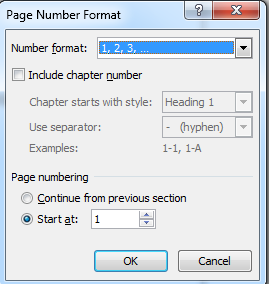 Page Number Format
?
Number format: 1, 2, 3, ...
Include chapter number
Chapter starts with style: Heading 1
Use separator: - (hyphen)
Examples: 1-1, 1-A
Page numbering
Continue from previous section
Start at: 1
OK Cancel